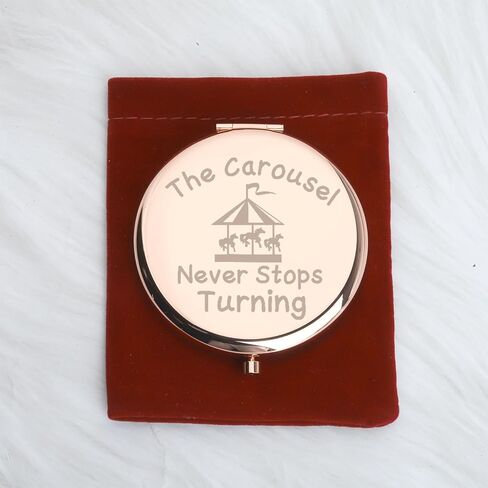 The Carousel
Never Stops
Turning